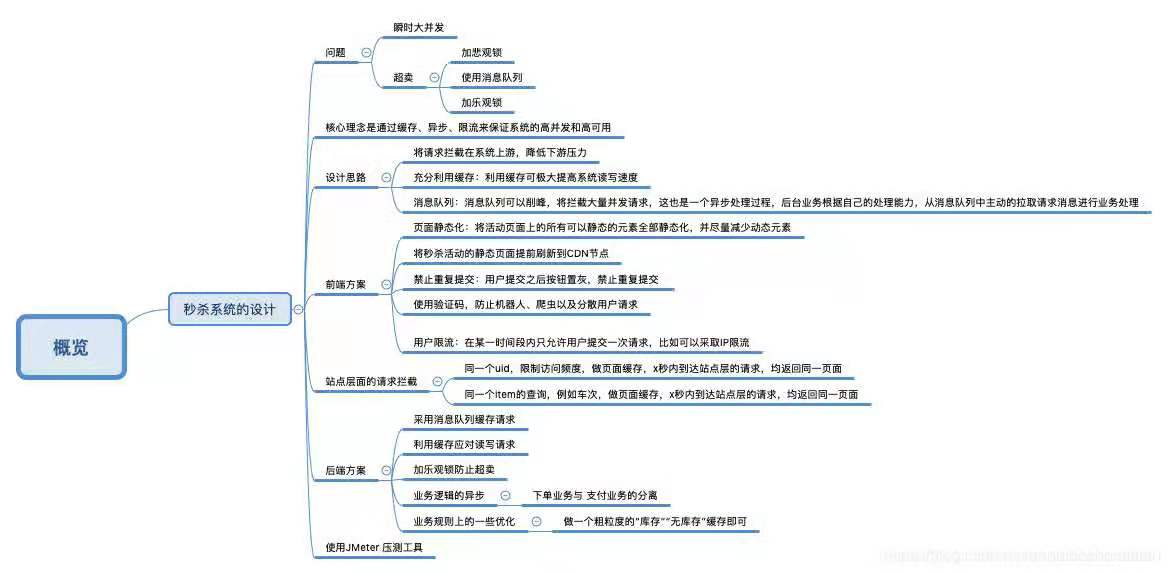 瞬时大并发
问题
加悲观锁
超卖
使用消息队列
加乐观锁
核心理念是通过缓存、异步、限流来保证系统的高并发和高可用
将请求拦截在系统上游，降低下游压力
设计思路
充分利用缓存：利用缓存可极大提高系统读写速度
消息队列：消息队列可以削峰，将拦截大量并发请求，这也是一个异步处理过程，后台业务根据自己的处理能力，从消息队列中主动的拉取请求消息进行业务处理
页面静态化：将活动页面上的所有可以静态的元素全部静态化，并尽量减少动态元素
将秒杀活动的静态页面提前刷新到CDN节点
前端方案
禁止重复提交：用户提交之后按钮置灰，禁止重复提交
使用验证码，防止机器人、爬虫以及分散用户请求
用户限流：在某一时间段内只允许用户提交一次请求，比如可以采取IP限流
秒杀系统的设计
概览
站点层面的请求拦截
同一个uid，限制访问频度，做页面缓存，x秒内到达站点层的请求，均返回同一页面
同一个item的查询，例如车次，做页面缓存，x秒内到达站点层的请求，均返回同一页面
采用消息队列缓存请求
利用缓存应对读写请求
后端方案
加乐观锁防止超卖
业务逻辑的异步
下单业务与 支付业务的分离
业务规则上的一些优化
做一个粗粒度的“库存”“无库存”缓存即可
使用JMeter 压测工具